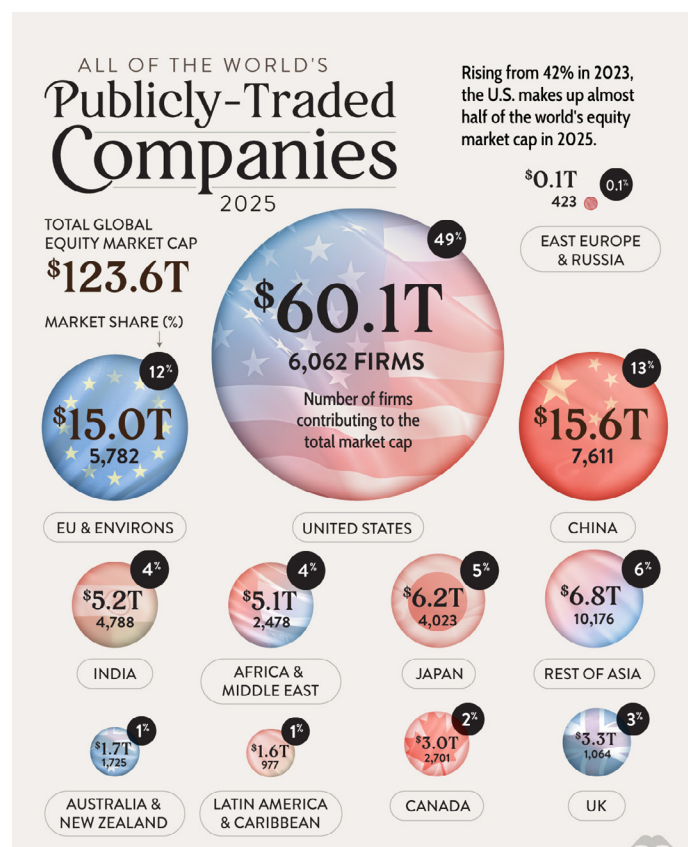 ALL OF THE WORLD'S
Publicly-Traded
Companies
2025
Rising from 42% in 2023,
the U.S. makes up almost
half of the world's equity
market cap in 2025.
$0.1T
0.1%
423
EAST EUROPE
& RUSSIA
TOTAL GLOBAL
EQUITY MARKET CAP
$123.6T
MARKET SHARE (%)
49%
$60.1T
6,062 FIRMS
Number of firms
contributing to the
total market cap
UNITED STATES
12%
$15.0T
5,782
EU & ENVIRONS
13%
$15.6T
7,611
CHINA
4%
$5.2T
4,788
INDIA
4%
$5.1T
2,478
AFRICA &
MIDDLE EAST
5%
$6.2T
4,023
JAPAN
6%
$6.8T
10,176
REST OF ASIA
1%
$1.7T
1,725
AUSTRALIA &
NEW ZEALAND
1%
$1.6T
977
LATIN AMERICA
& CARIBBEAN
2%
$3.0T
2,701
CANADA
3%
$3.3T
1,064
UK